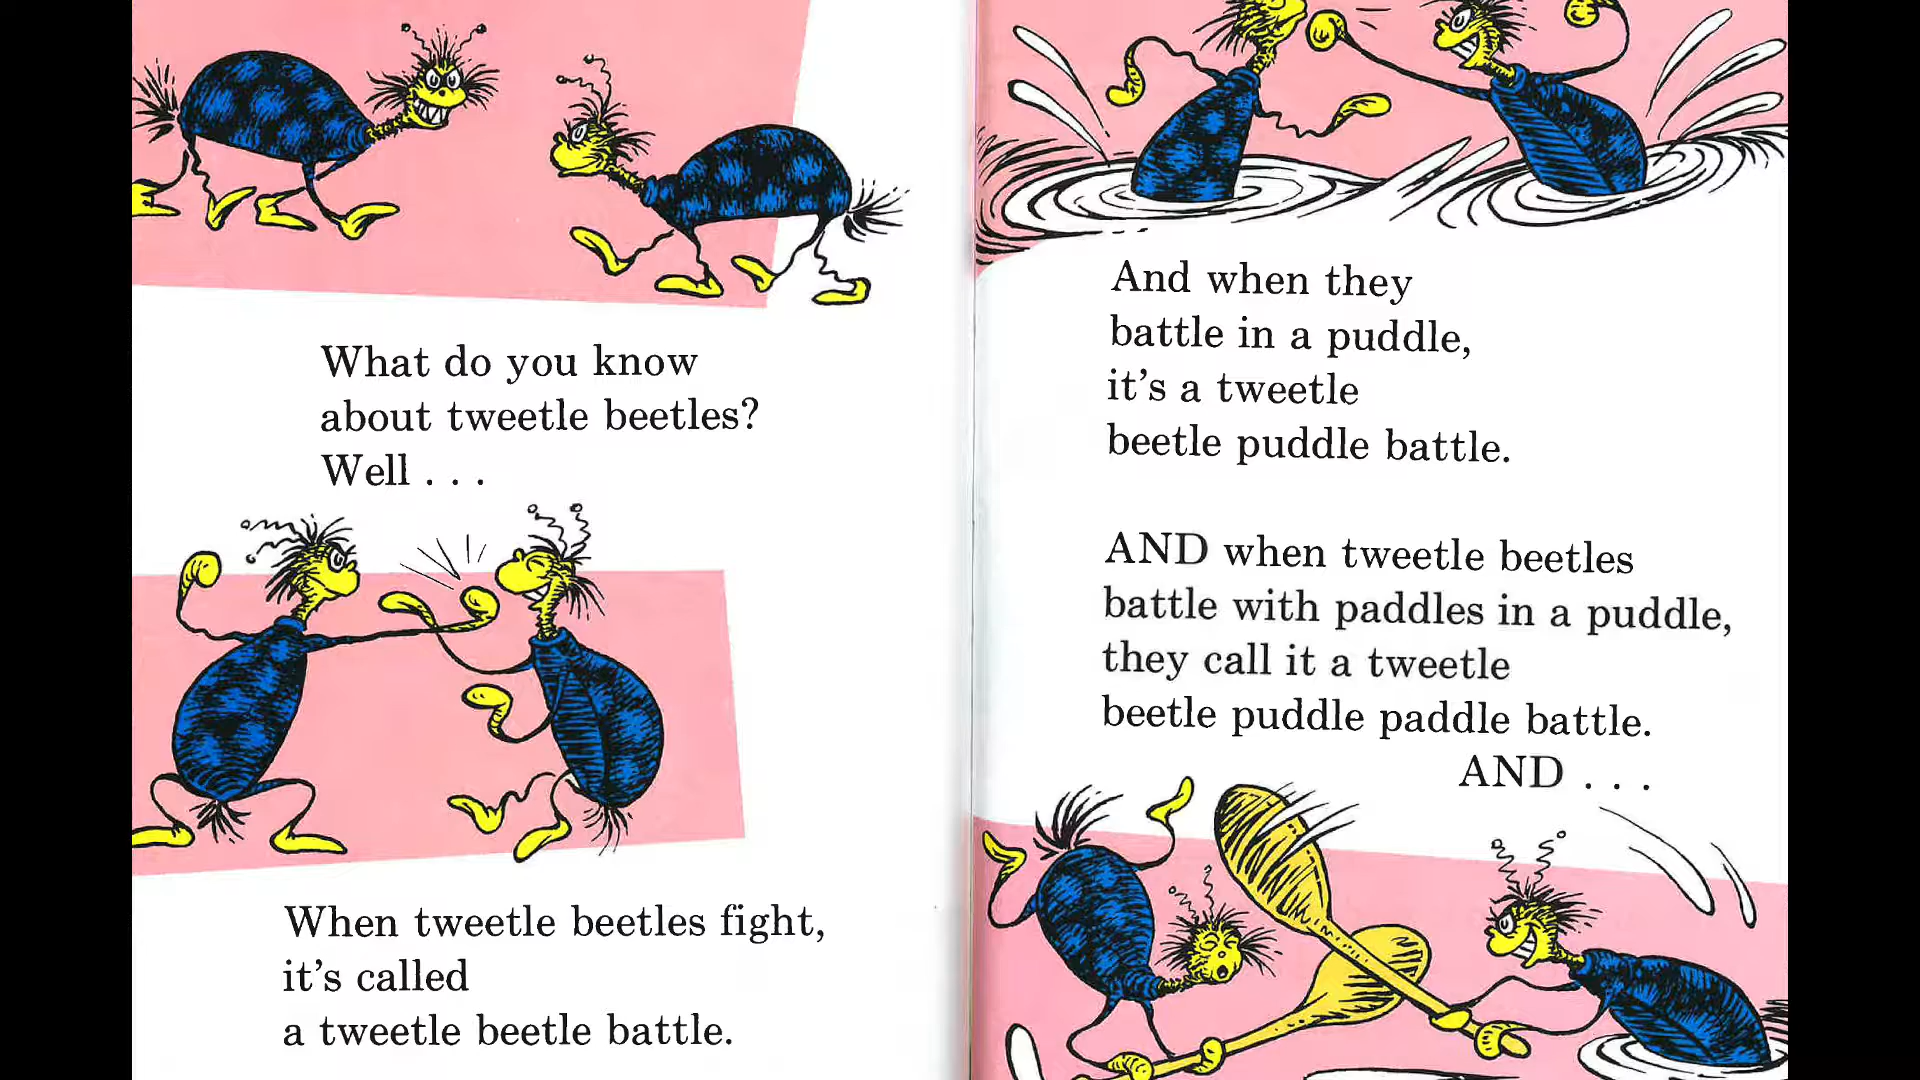 What do you know
about tweetle beetles?
Well . . .
When tweetle beetles fight,
it's called
a tweetle beetle battle.
And when they
battle in a puddle,
it's a tweetle
beetle puddle battle.
AND when tweetle beetles
battle with paddles in a puddle,
they call it a tweetle
beetle puddle paddle battle.
AND . . .